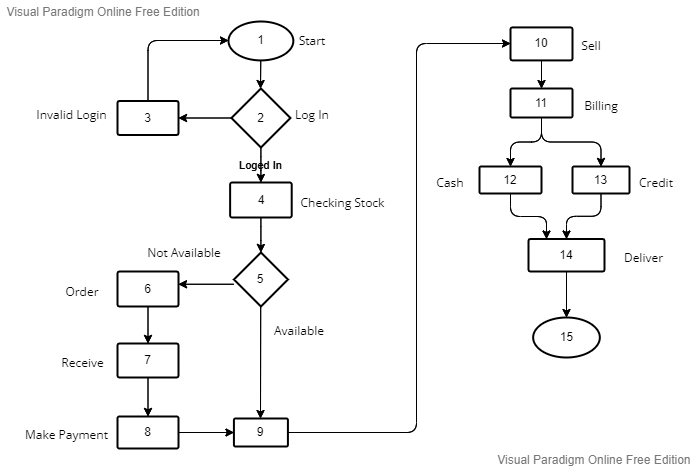 Visual Paradigm Online Free Edition
1
Start
Invalid Login
3
2
Log In
Loged In
4
Checking Stock
Not Available
5
Order
6
Available
Receive
7
Make Payment
8
9
10
Sell
11
Billing
Cash
12
13
Credit
14
Deliver
15
Visual Paradigm Online Free Edition